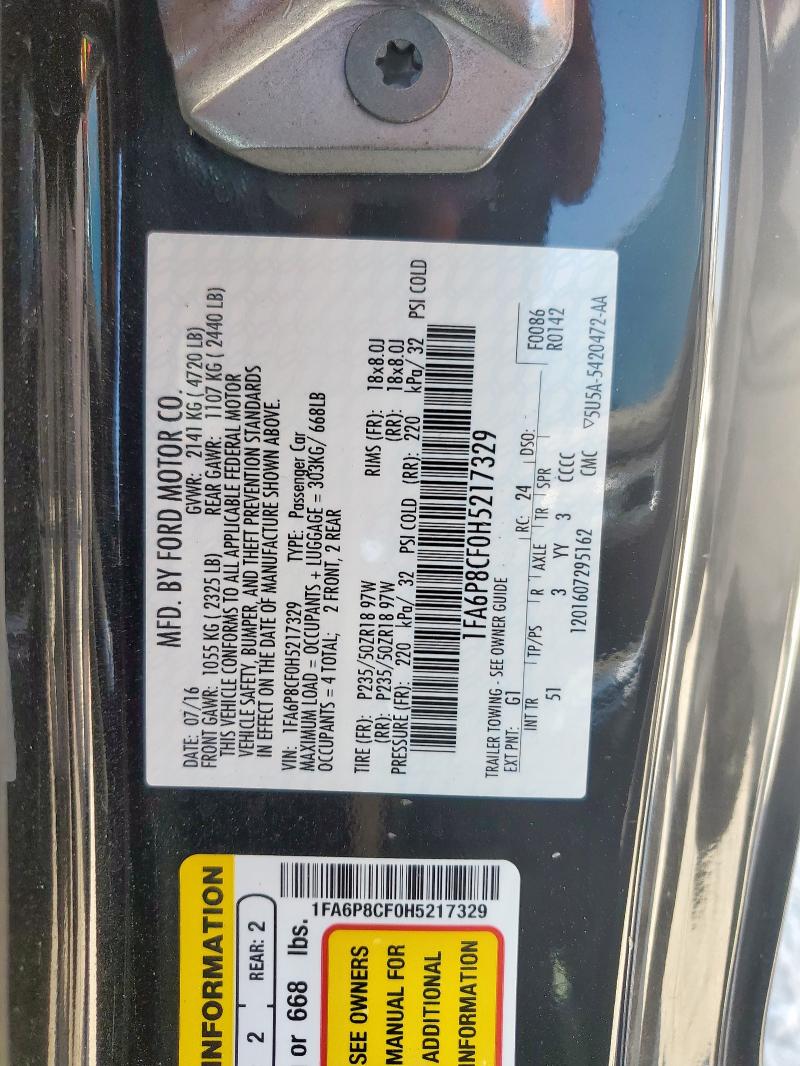 MFD. BY FORD MOTOR CO.
DATE: 07/16 GVWR: 2141 KG ( 4720 LB)
FRONT GAWR: 1055 KG ( 2325 LB) REAR GAWR: 1107 KG ( 2440 LB)
THIS VEHICLE CONFORMS TO ALL APPLICABLE FEDERAL MOTOR
VEHICLE SAFETY, BUMPER, AND THEFT PREVENTION STANDARDS
IN EFFECT ON THE DATE OF MANUFACTURE SHOWN ABOVE.
VIN: 1FA6P8CF0H5217329 TYPE: Passenger Car
MAXIMUM LOAD = OCCUPANTS + LUGGAGE = 303KG/ 668LB
OCCUPANTS = 4 TOTAL; 2 FRONT, 2 REAR
TIRE (FR): P235/50ZR18 97W RIMS (FR): 18x8.0J
(RR): P235/50ZR18 97W (RR): 18x8.0J
PRESSURE (FR): 220 kPa/ 32 PSI COLD (RR): 220 kPa/ 32 PSI COLD
1FA6P8CF0H5217329
TRAILER TOWING - SEE OWNER GUIDE
EXT PNT: G1 RC: 24 DSO: F0086
R0142
INT TR TP/PS R AXLE TR SPR
51 3 YY 3 CCCC
1201607295162 CMC ▽5U5A-5420472-AA
INFORMATION
2 REAR: 2
or 668 lbs.
1FA6P8CF0H5217329
SEE OWNERS
MANUAL FOR
ADDITIONAL
INFORMATION